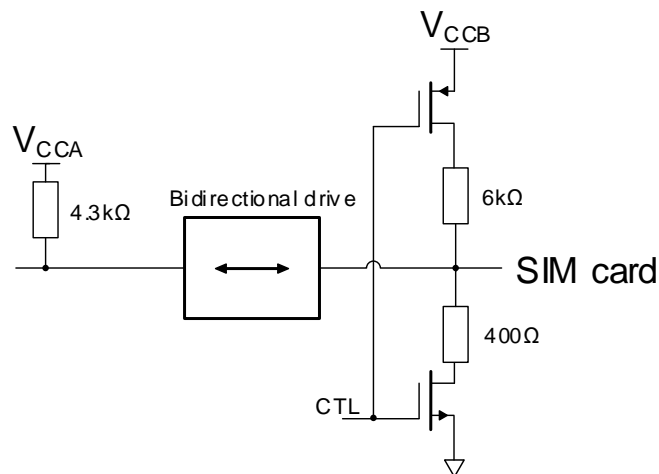 VCCB
VCCA
4.3kΩ
Bidirectional drive
6kΩ
SIM card
400Ω
CTL